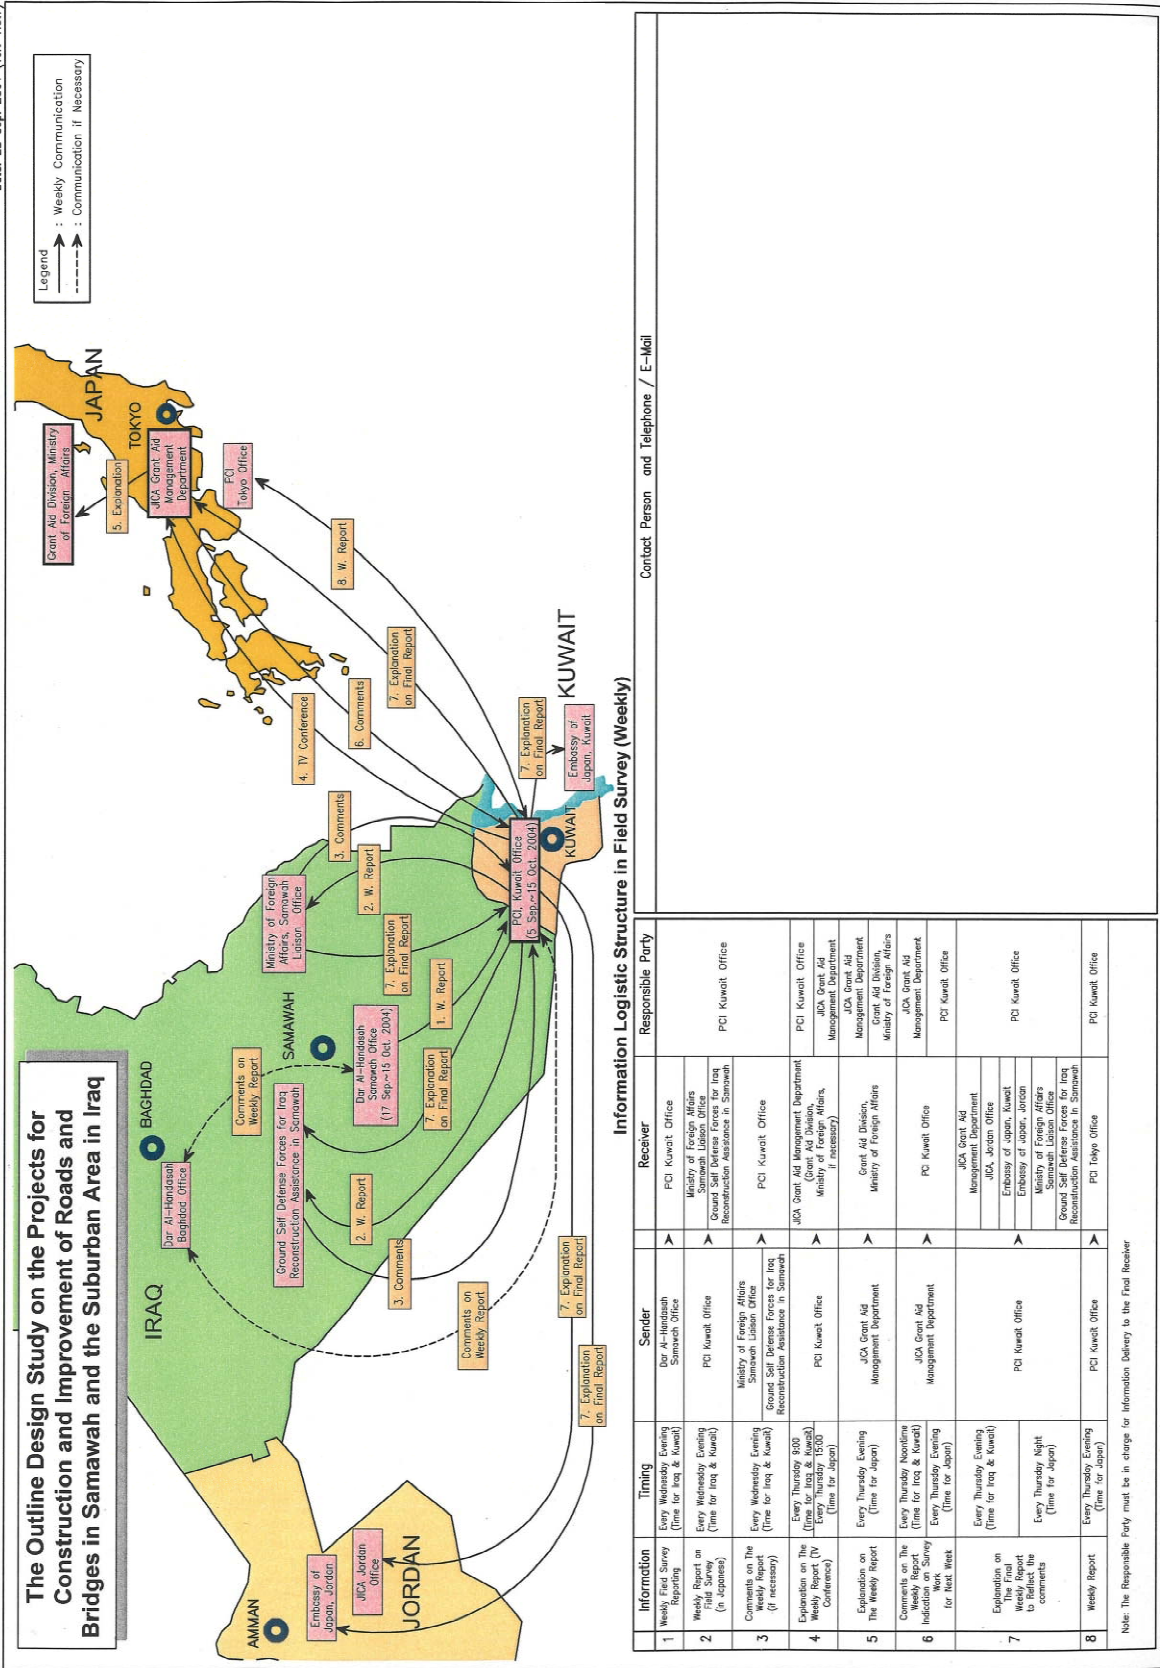 The Outline Design Study on the Projects for
Construction and Improvement of Roads and
Bridges in Samawah and the Suburban Area in Iraq
Legend
: Weekly Communication
: Communication if Necessary
JAPAN
TOKYO
Grant Aid Division, Ministry
of Foreign Affairs
5. Explanation
JICA Grant Aid
Management
Department
PCI
Tokyo Office
8. W. Report
7. Explanation
on Final Report
6. Comments
4. TV Conference
KUWAIT
7. Explanation
on Final Report
Embassy of
Japan, Kuwait
KUWAIT
PCI, Kuwait Office
(5 Sep.~15 Oct. 2004)
3. Comments
2. W. Report
Ministry of Foreign
Affairs, Samawah
Liaison Office
7. Explanation
on Final Report
1. W. Report
SAMAWAH
Dar Al-Handasah
Samawah Office
(17 Sep.~15 Oct. 2004)
7. Explanation
on Final Report
BAGHDAD
Comments on
Weekly Report
Dar Al-Handasah
Baghdad Office
Ground Self Defense Forces for Iraq
Reconstruction Assistance in Samawah
2. W. Report
3. Comments
Comments on
Weekly Report
IRAQ
7. Explanation
on Final Report
7. Explanation
on Final Report
AMMAN
Embassy of
Japan, Jordan
JICA Jordan
Office
JORDAN
Information Logistic Structure in Field Survey (Weekly)
Information Timing Sender Receiver Responsible Party Contact Person and Telephone / E-Mail
1 Weekly Field Survey
Reporting
Every Wednesday Evening
(Time for Iraq & Kuwait)
Dar Al-Handasah
Samawah Office
PCI Kuwait Office
2 Weekly Report on
Field Survey
(in Japanese)
Every Wednesday Evening
(Time for Iraq & Kuwait)
PCI Kuwait Office
Ministry of Foreign Affairs
Samawah Liaison Office
Ground Self Defense Forces for Iraq
Reconstruction Assistance in Samawah
PCI Kuwait Office
3 Comments on The
Weekly Report
(if necessary)
Every Wednesday Evening
(Time for Iraq & Kuwait)
Ministry of Foreign Affairs
Samawah Liaison Office
Ground Self Defense Forces for Iraq
Reconstruction Assistance in Samawah
PCI Kuwait Office
4 Explanation on The
Weekly Report (TV
Conference)
Every Thursday 9:00
(Time for Iraq & Kuwait)
Every Thursday 15:00
(Time for Japan)
PCI Kuwait Office
JICA Grant Aid Management Department
(Grant Aid Division,
Ministry of Foreign Affairs,
if necessary)
PCI Kuwait Office
JICA Grant Aid
Management Department
5 Explanation on
The Weekly Report
Every Thursday Evening
(Time for Japan)
JICA Grant Aid
Management Department
Grant Aid Division,
Ministry of Foreign Affairs
JICA Grant Aid
Management Department
Grant Aid Division,
Ministry of Foreign Affairs
6 Comments on The
Weekly Report
Indication on Survey
Work
for Next Week
Every Thursday Noontime
(Time for Iraq & Kuwait)
Every Thursday Evening
(Time for Japan)
JICA Grant Aid
Management Department
PCI Kuwait Office
JICA Grant Aid
Management Department
PCI Kuwait Office
7 Explanation on
The Final
Weekly Report
to Reflect the
comments
Every Thursday Evening
(Time for Iraq & Kuwait)
Every Thursday Night
(Time for Japan)
PCI Kuwait Office
JICA Grant Aid
Management Department
JICA, Jordan Office
Embassy of Japan, Kuwait
Embassy of Japan, Jordan
Ministry of Foreign Affairs
Samawah Liaison Office
Ground Self Defense Forces for Iraq
Reconstruction Assistance in Samawah
PCI Kuwait Office
8 Weekly Report
Every Thursday Evening
(Time for Japan)
PCI Kuwait Office
PCI Tokyo Office
PCI Kuwait Office
Note: The Responsible Party must be in charge for Information Delivery to the Final Receiver